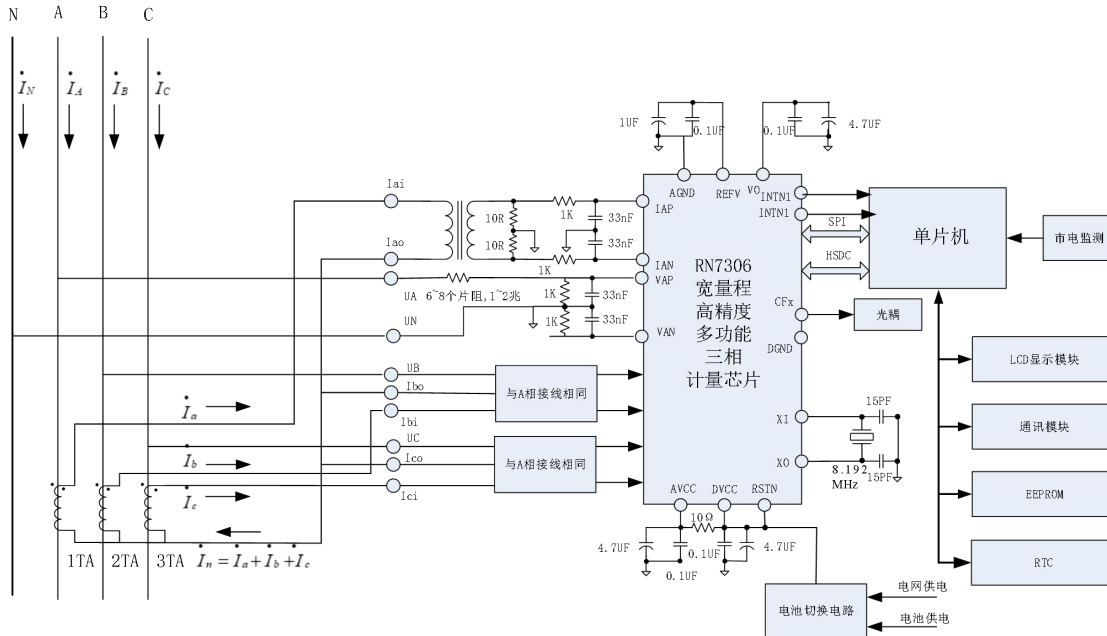 N
A
B
C
İN
İA
İB
İC
1UF
0.1UF
0.1UF
4.7UF
AGND
REFV
VO
INTN1
INTN1
SPI
HSDC
单片机
市电监测
Iai
10R
10R
1K
33nF
33nF
IAP
Iao
1K
IAN
VAP
UA
6~8个片阻,1~2兆
1K
1K
33nF
33nF
UN
VAN
RN7306
宽量程
高精度
多功能
三相
计量芯片
CFx
光耦
DGND
UB
Ibo
Ibi
与A相接线相同
UC
Ico
Ici
与A相接线相同
İa
İb
İc
XI
XO
15PF
15PF
8.192
MHz
LCD显示模块
通讯模块
EEPROM
RTC
1TA
2TA
3TA
İn = İa + İb + İc
AVCC
DVCC
RSTN
10Ω
4.7UF
0.1UF
0.1UF
4.7UF
电池切换电路
电网供电
电池供电